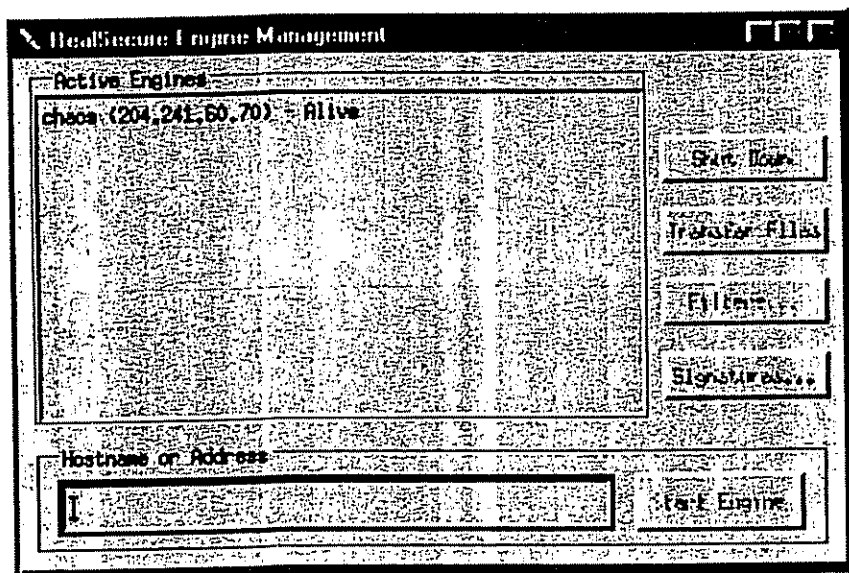 RealSecure Engine Management
Active Engines
chaos (204.241.60.70) - Alive
Shut Down
Transfer Files
Filters...
Signatures...
Hostname or Address
Start Engine